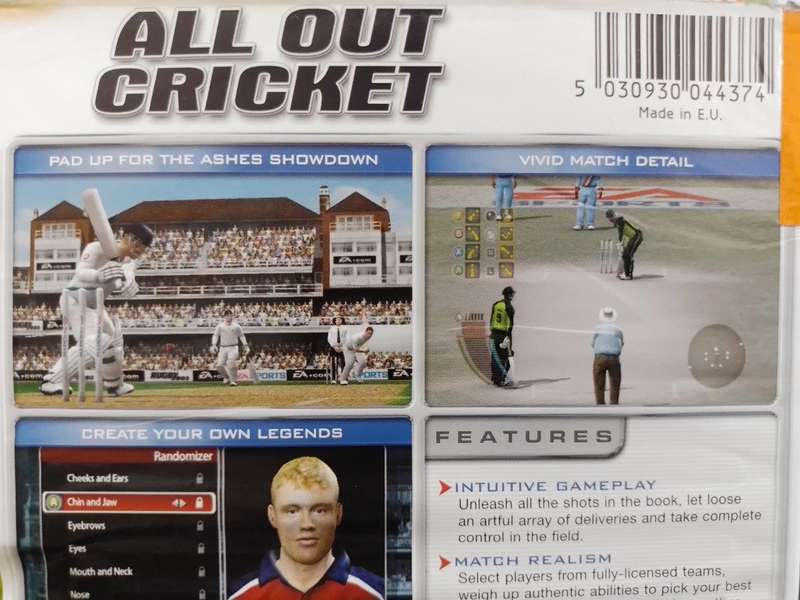 ALL OUT
CRICKET
5 030930 044374
Made in E.U.
PAD UP FOR THE ASHES SHOWDOWN
VIVID MATCH DETAIL
CREATE YOUR OWN LEGENDS
Randomizer
Cheeks and Ears
A Chin and Jaw
Eyebrows
Eyes
Mouth and Neck
Nose
FEATURES
INTUITIVE GAMEPLAY
Unleash all the shots in the book, let loose
an artful array of deliveries and take complete
control in the field.
MATCH REALISM
Select players from fully-licensed teams,
weigh up authentic abilities to pick your best